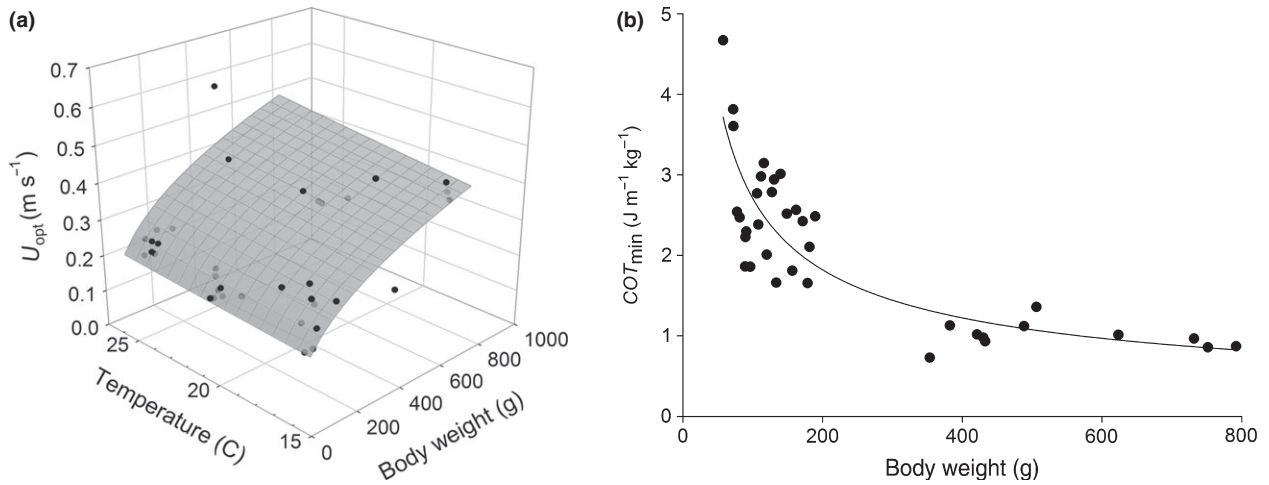 (a)
0.7
0.6
0.5
0.4
0.3
0.2
0.1
0.0
U_opt (m s⁻¹)
25
20
15
Temperature (C)
0
200
400
600
800
1000
Body weight (g)
(b)
5
4
3
2
1
0
COT_min (J m⁻¹ kg⁻¹)
0 200 400 600 800
Body weight (g)